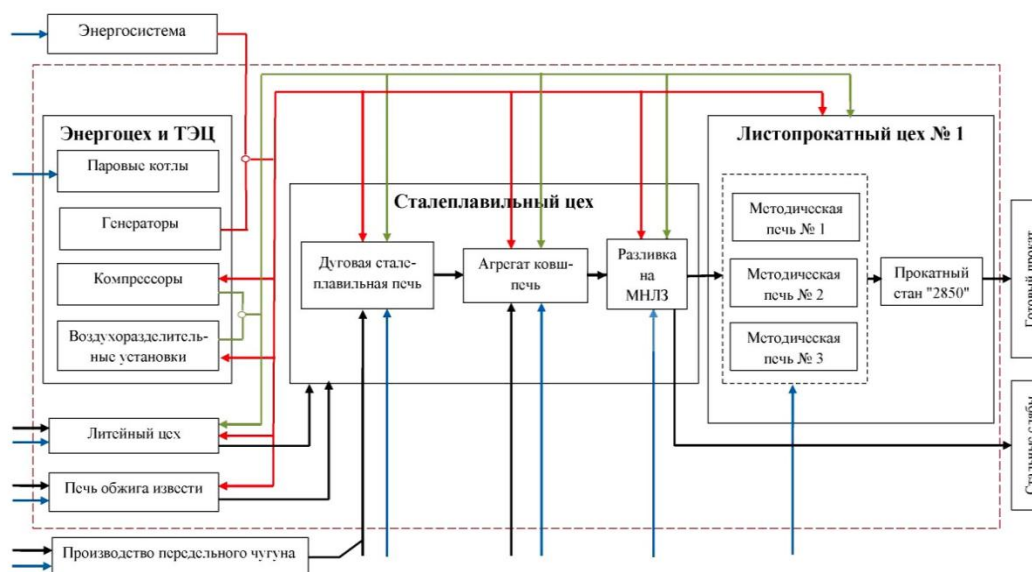 Энергосистема
Энергоцех и ТЭЦ
Паровые котлы
Генераторы
Компрессоры
Воздухоразделитель-
ные установки
Литейный цех
Печь обжига извести
Производство передельного чугуна
Сталеплавильный цех
Дуговая стале-
плавильная печь
Агрегат ковш-
печь
Разливка
на
МНЛЗ
Листопрокатный цех № 1
Методическая
печь № 1
Методическая
печь № 2
Методическая
печь № 3
Прокатный
стан "2850"
Готовый прокат
Стальные слябы